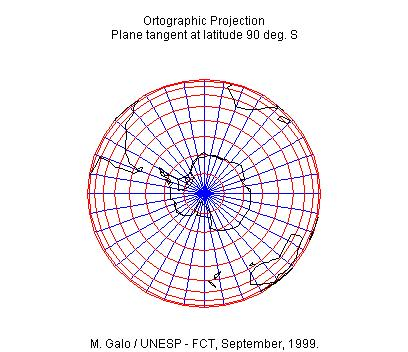 Ortographic Projection
Plane tangent at latitude 90 deg. S
M. Galo / UNESP - FCT, September, 1999.